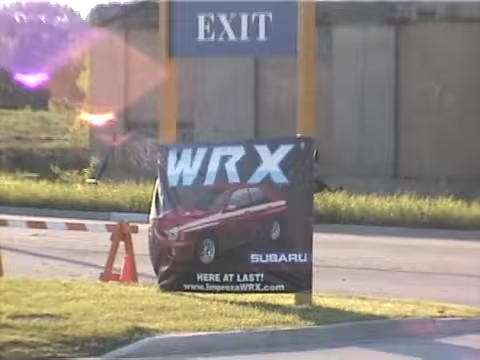 EXIT
WRX
SUBARU
HERE AT LAST!
www.ImprezaWRX.com